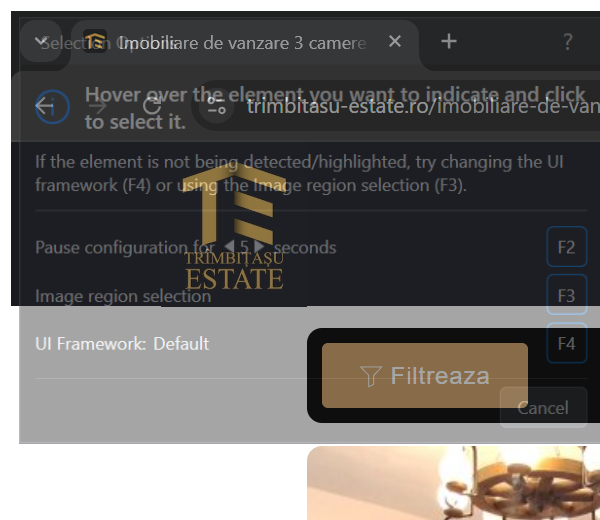 Selection Options
Imobiliare de vanzare 3 camere
?
Hover over the element you want to indicate and click
to select it.
trimbitasu-estate.ro/imobiliare-de-van
If the element is not being detected/highlighted, try changing the UI
framework (F4) or using the Image region selection (F3).
TE
Pause configuration for 5 seconds
F2
TRÎMBIȚAȘU
ESTATE
Image region selection
F3
UI Framework: Default
F4
Filtreaza
Cancel